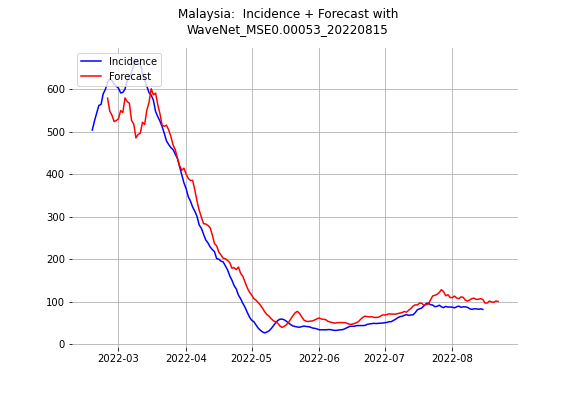 Malaysia:  Incidence + Forecast with
WaveNet_MSE0.00053_20220815
Incidence
Forecast
600
500
400
300
200
100
0
2022-03 2022-04 2022-05 2022-06 2022-07 2022-08